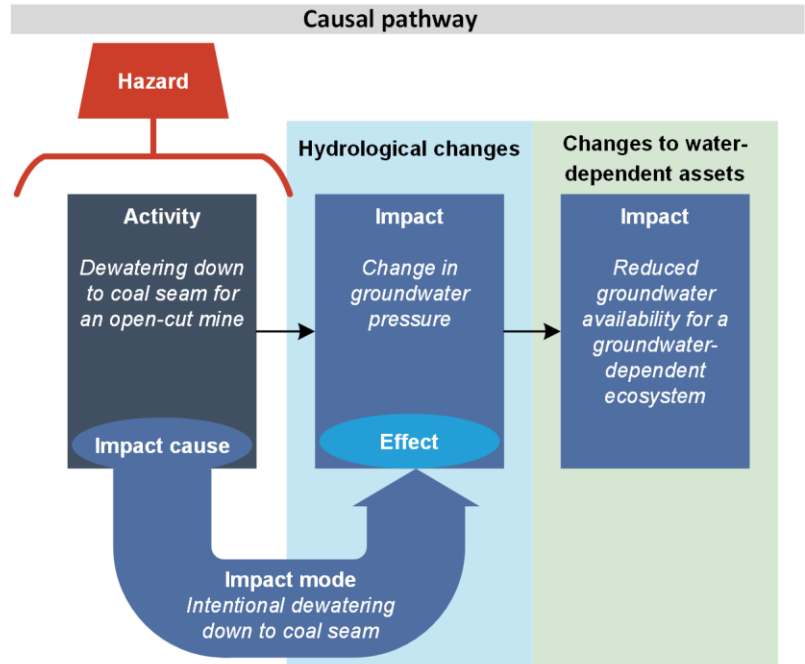 Causal pathway
Hazard
Hydrological changes
Changes to water-
dependent assets
Activity
Dewatering down
to coal seam for
an open-cut mine
Impact cause
Impact
Change in
groundwater
pressure
Effect
Impact
Reduced
groundwater
availability for a
groundwater-
dependent
ecosystem
Impact mode
Intentional dewatering
down to coal seam